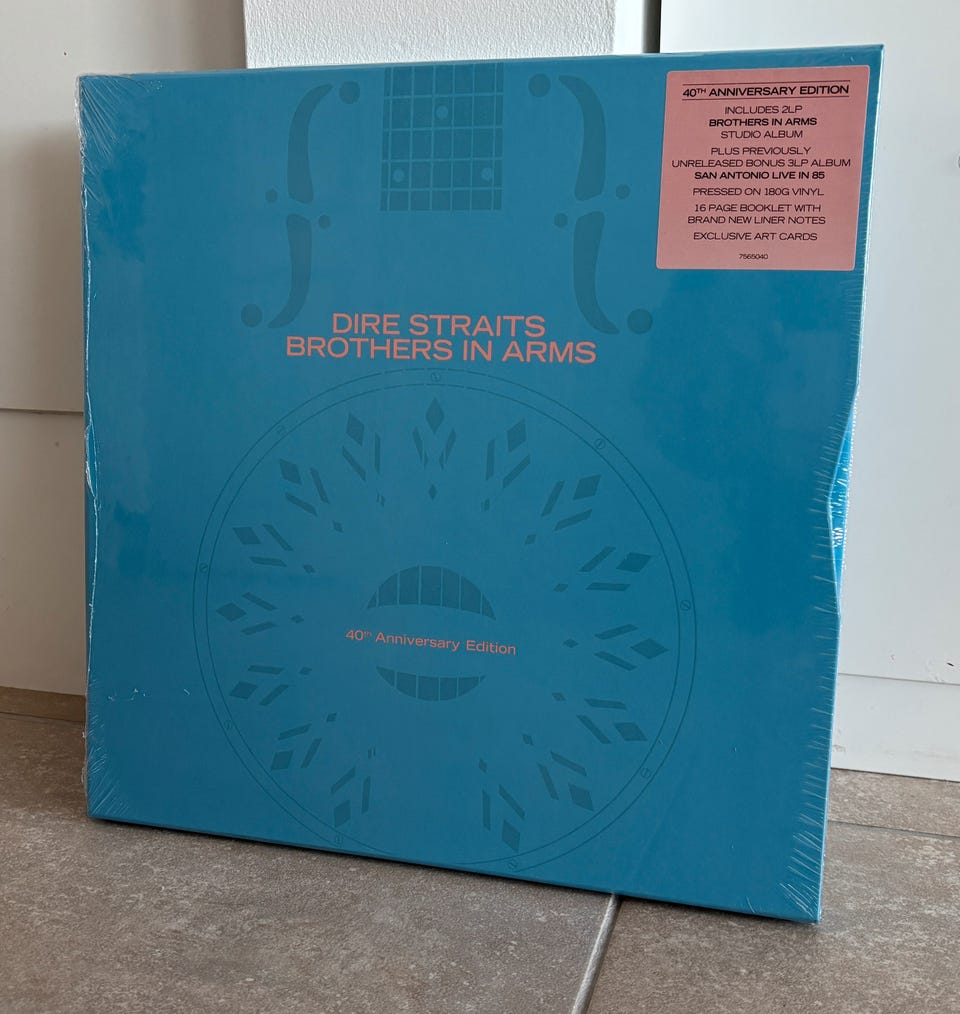 40TH ANNIVERSARY EDITION
INCLUDES 2LP
BROTHERS IN ARMS
STUDIO ALBUM
PLUS PREVIOUSLY
UNRELEASED BONUS 3LP ALBUM
SAN ANTONIO LIVE IN 85
PRESSED ON 180G VINYL
16 PAGE BOOKLET WITH
BRAND NEW LINER NOTES
EXCLUSIVE ART CARDS
7565040
DIRE STRAITS
BROTHERS IN ARMS
40th Anniversary Edition